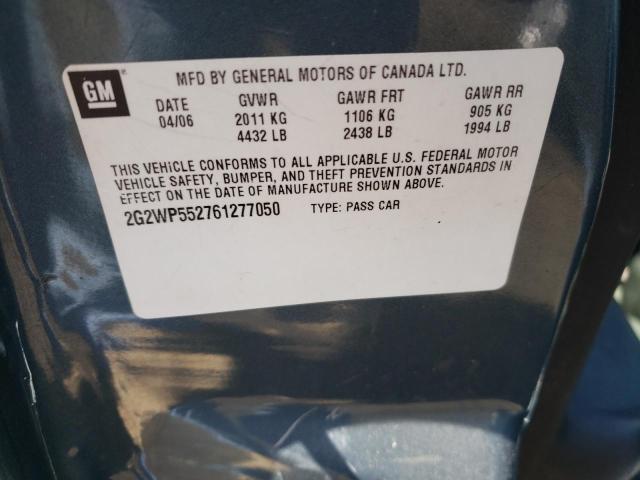 GM
MFD BY GENERAL MOTORS OF CANADA LTD.
DATE GVWR GAWR FRT GAWR RR
04/06 2011 KG 1106 KG 905 KG
4432 LB 2438 LB 1994 LB
THIS VEHICLE CONFORMS TO ALL APPLICABLE U.S. FEDERAL MOTOR
VEHICLE SAFETY, BUMPER, AND THEFT PREVENTION STANDARDS IN
EFFECT ON THE DATE OF MANUFACTURE SHOWN ABOVE.
2G2WP552761277050 TYPE: PASS CAR